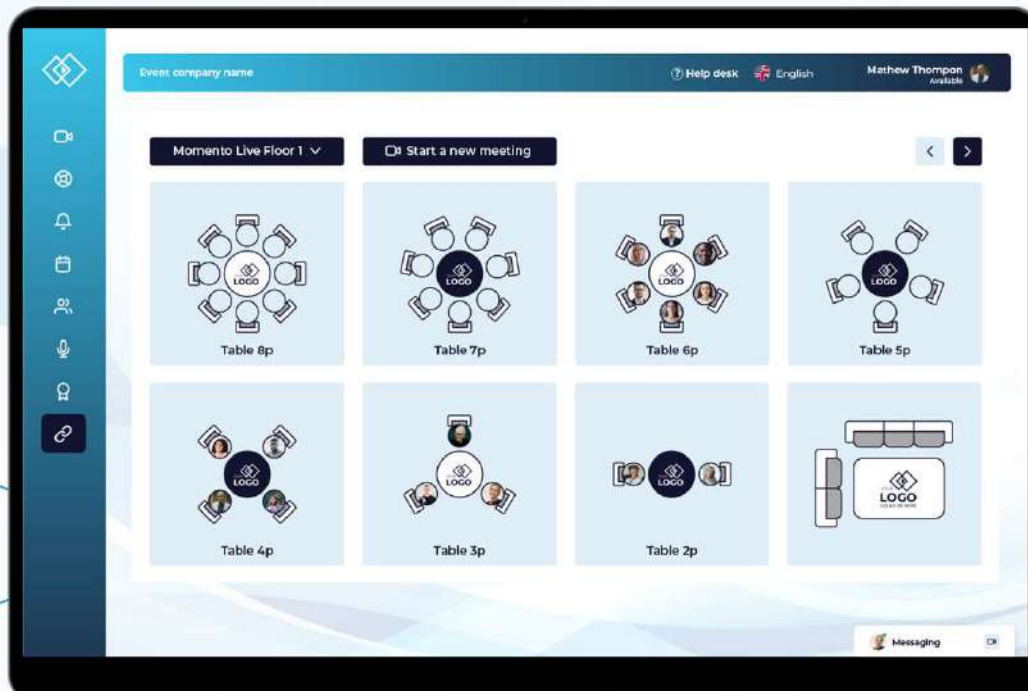 Event company name
Help desk
English
Mathew Thompon
Available
Momento Live Floor 1
Start a new meeting
LOGO
Table 8p
LOGO
Table 7p
LOGO
Table 6p
LOGO
Table 5p
LOGO
Table 4p
LOGO
Table 3p
LOGO
Table 2p
LOGO
Messaging